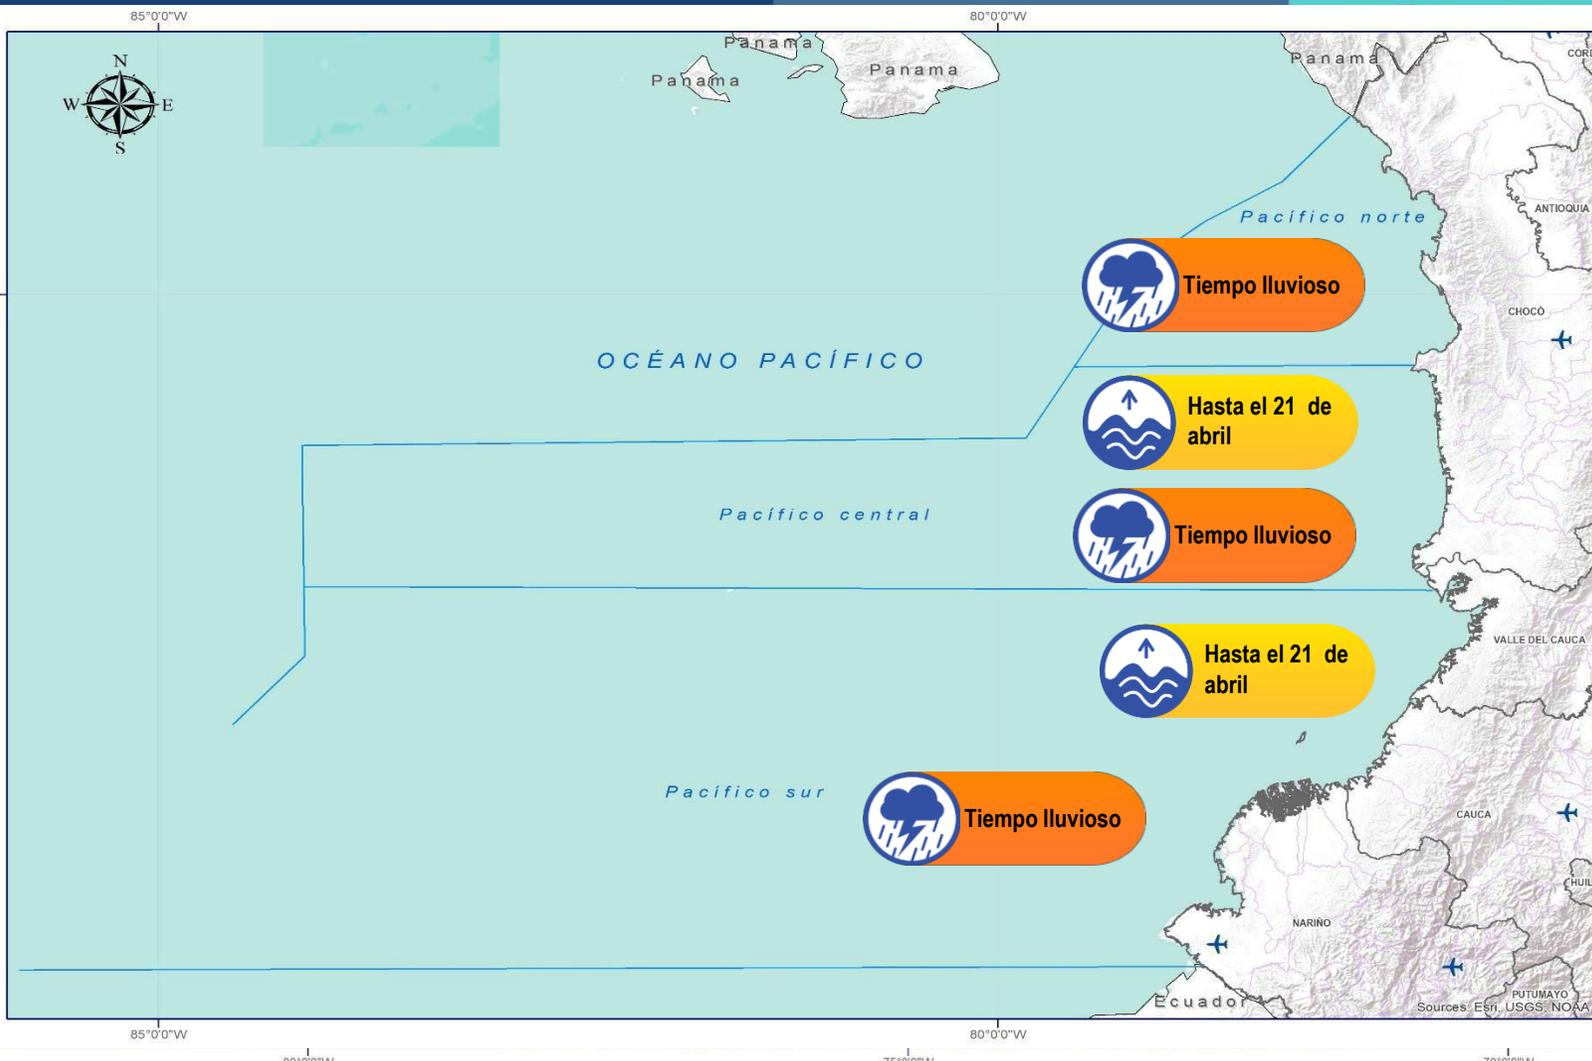 85°0'0"W
80°0'0"W
N
W
E
S
Panama
Panama
Panama
Panama
ANTIOQUIA
Pacífico norte
Tiempo lluvioso
CHOCÓ
OCÉANO PACÍFICO
Hasta el 21 de
abril
Pacífico central
Tiempo lluvioso
VALLE DEL CAUCA
Hasta el 21 de
abril
Pacífico sur
Tiempo lluvioso
CAUCA
HUIL
NARIÑO
PUTUMAYO
Ecuador
Sources: Esri, USGS, NOAA
85°0'0"W
80°0'0"W